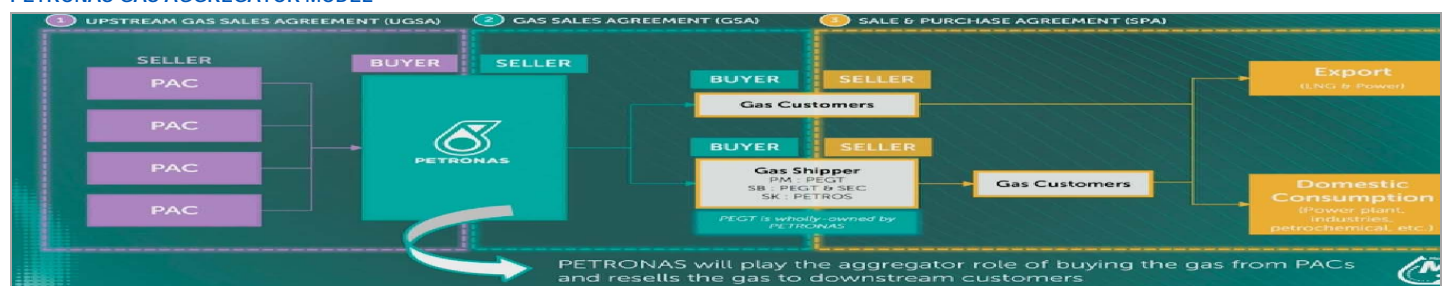 PETRONAS GAS AGGREGATOR MODEL
1 UPSTREAM GAS SALES AGREEMENT (UGSA)
2 GAS SALES AGREEMENT (GSA)
3 SALE & PURCHASE AGREEMENT (SPA)
SELLER
BUYER
SELLER
PAC
PAC
PAC
PAC
PETRONAS
BUYER
SELLER
Gas Customers
BUYER
SELLER
Gas Shipper
PM : PEGT
SB : PEGT & SEC
SK : PETROS
PEGT is wholly-owned by
PETRONAS
Gas Customers
Export
(LNG & Power)
Domestic
Consumption
(Power plant,
industries,
petrochemical, etc.)
PETRONAS will play the aggregator role of buying the gas from PACs
and resells the gas to downstream customers